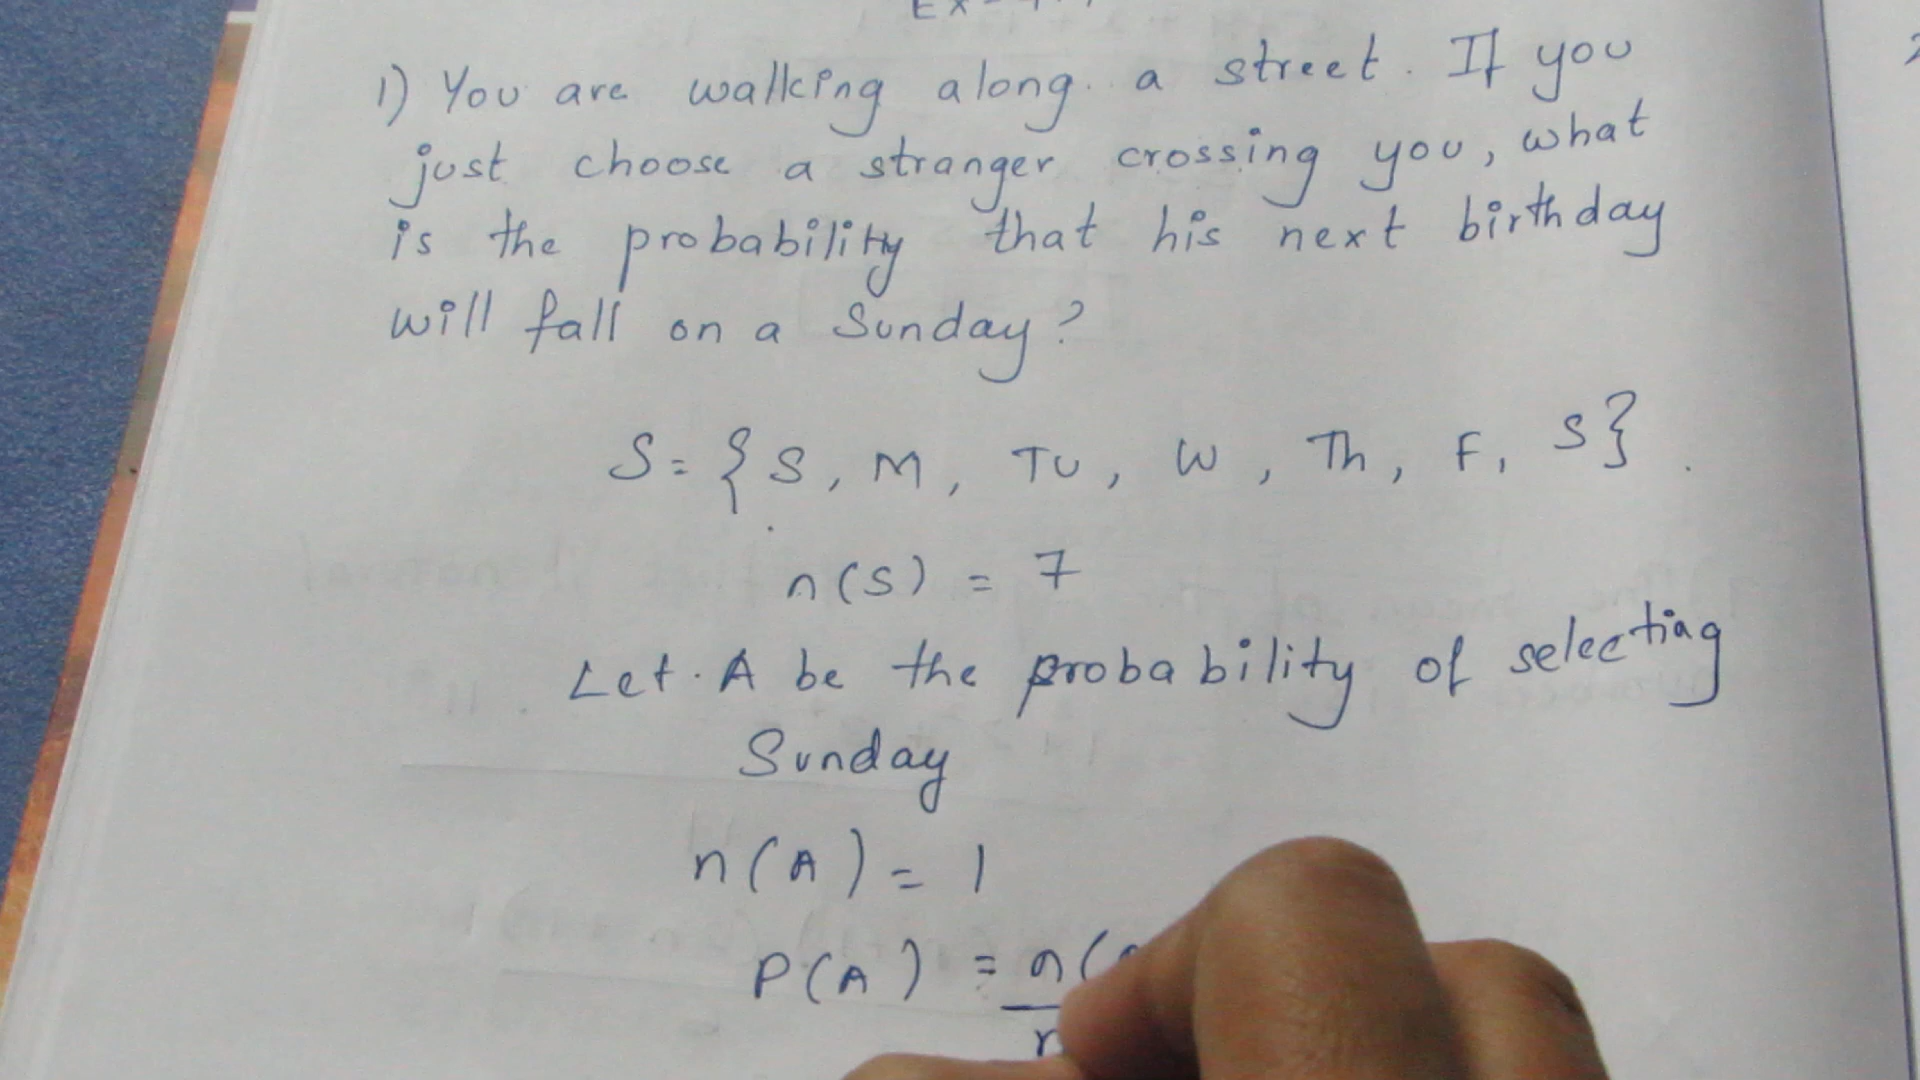 1) You are walking along a street. If you
just choose a stranger crossing you, what
is the probability that his next birthday
will fall on a Sunday?
S = { S, M, Tu, W, Th, F, S }
n(S) = 7
Let A be the probability of selecting
Sunday
n(A) = 1
P(A) = n(